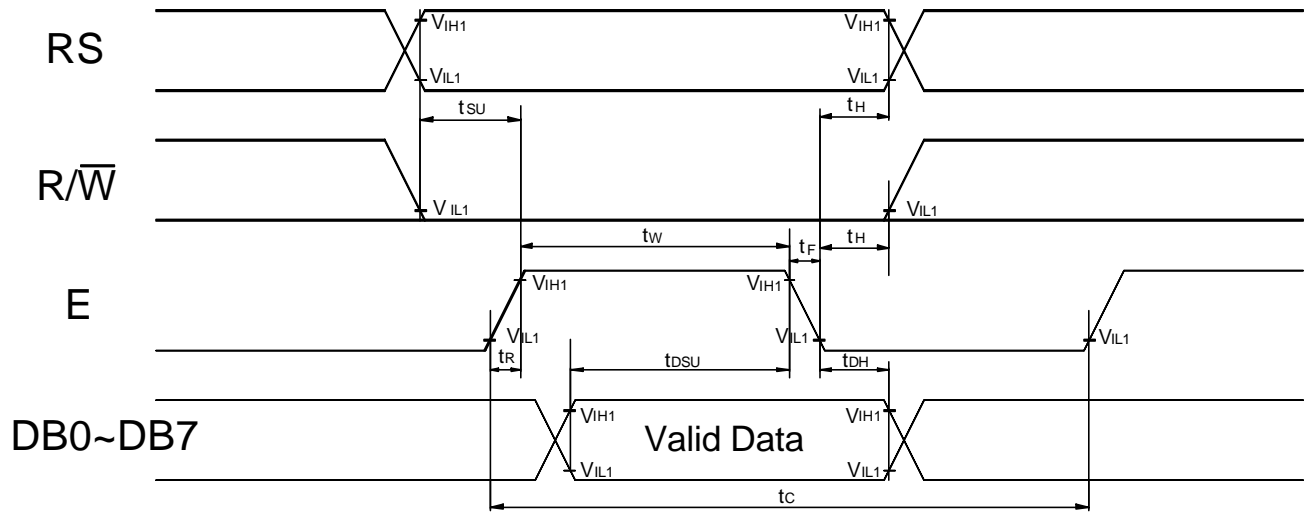 RS
VIH1
VIH1
VIL1
VIL1
tSU
tH
R/W̅
VIL1
VIL1
tW
tF
tH
E
VIH1
VIH1
VIL1
VIL1
VIL1
tR
tDSU
tDH
DB0~DB7
VIH1
VIH1
Valid Data
VIL1
VIL1
tC